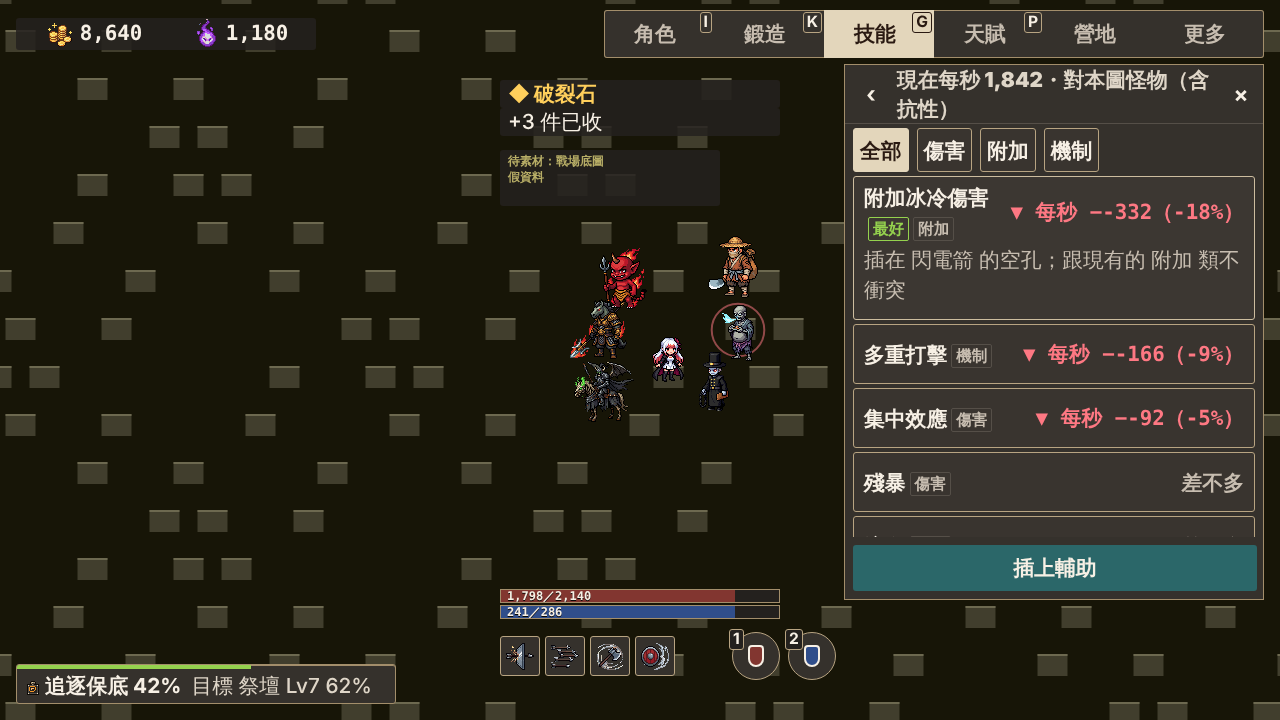 8,640
1,180
角色 I
鍛造 K
技能 G
天賦 P
營地
更多
◆ 破裂石
+3 件已收
待素材：戰場底圖
假資料
‹ 現在每秒 1,842 · 對本圖怪物（含
抗性） ×
全部 傷害 附加 機制
附加冰冷傷害
▼ 每秒 −-332（-18%）
最好 附加
插在 閃電箭 的空孔；跟現有的 附加 類不
衝突
多重打擊 機制 ▼ 每秒 −-166（-9%）
集中效應 傷害 ▼ 每秒 −-92（-5%）
殘暴 傷害 差不多
插上輔助
1,798／2,140
241／286
1
2
追逐保底 42% 目標 祭壇 Lv7 62%